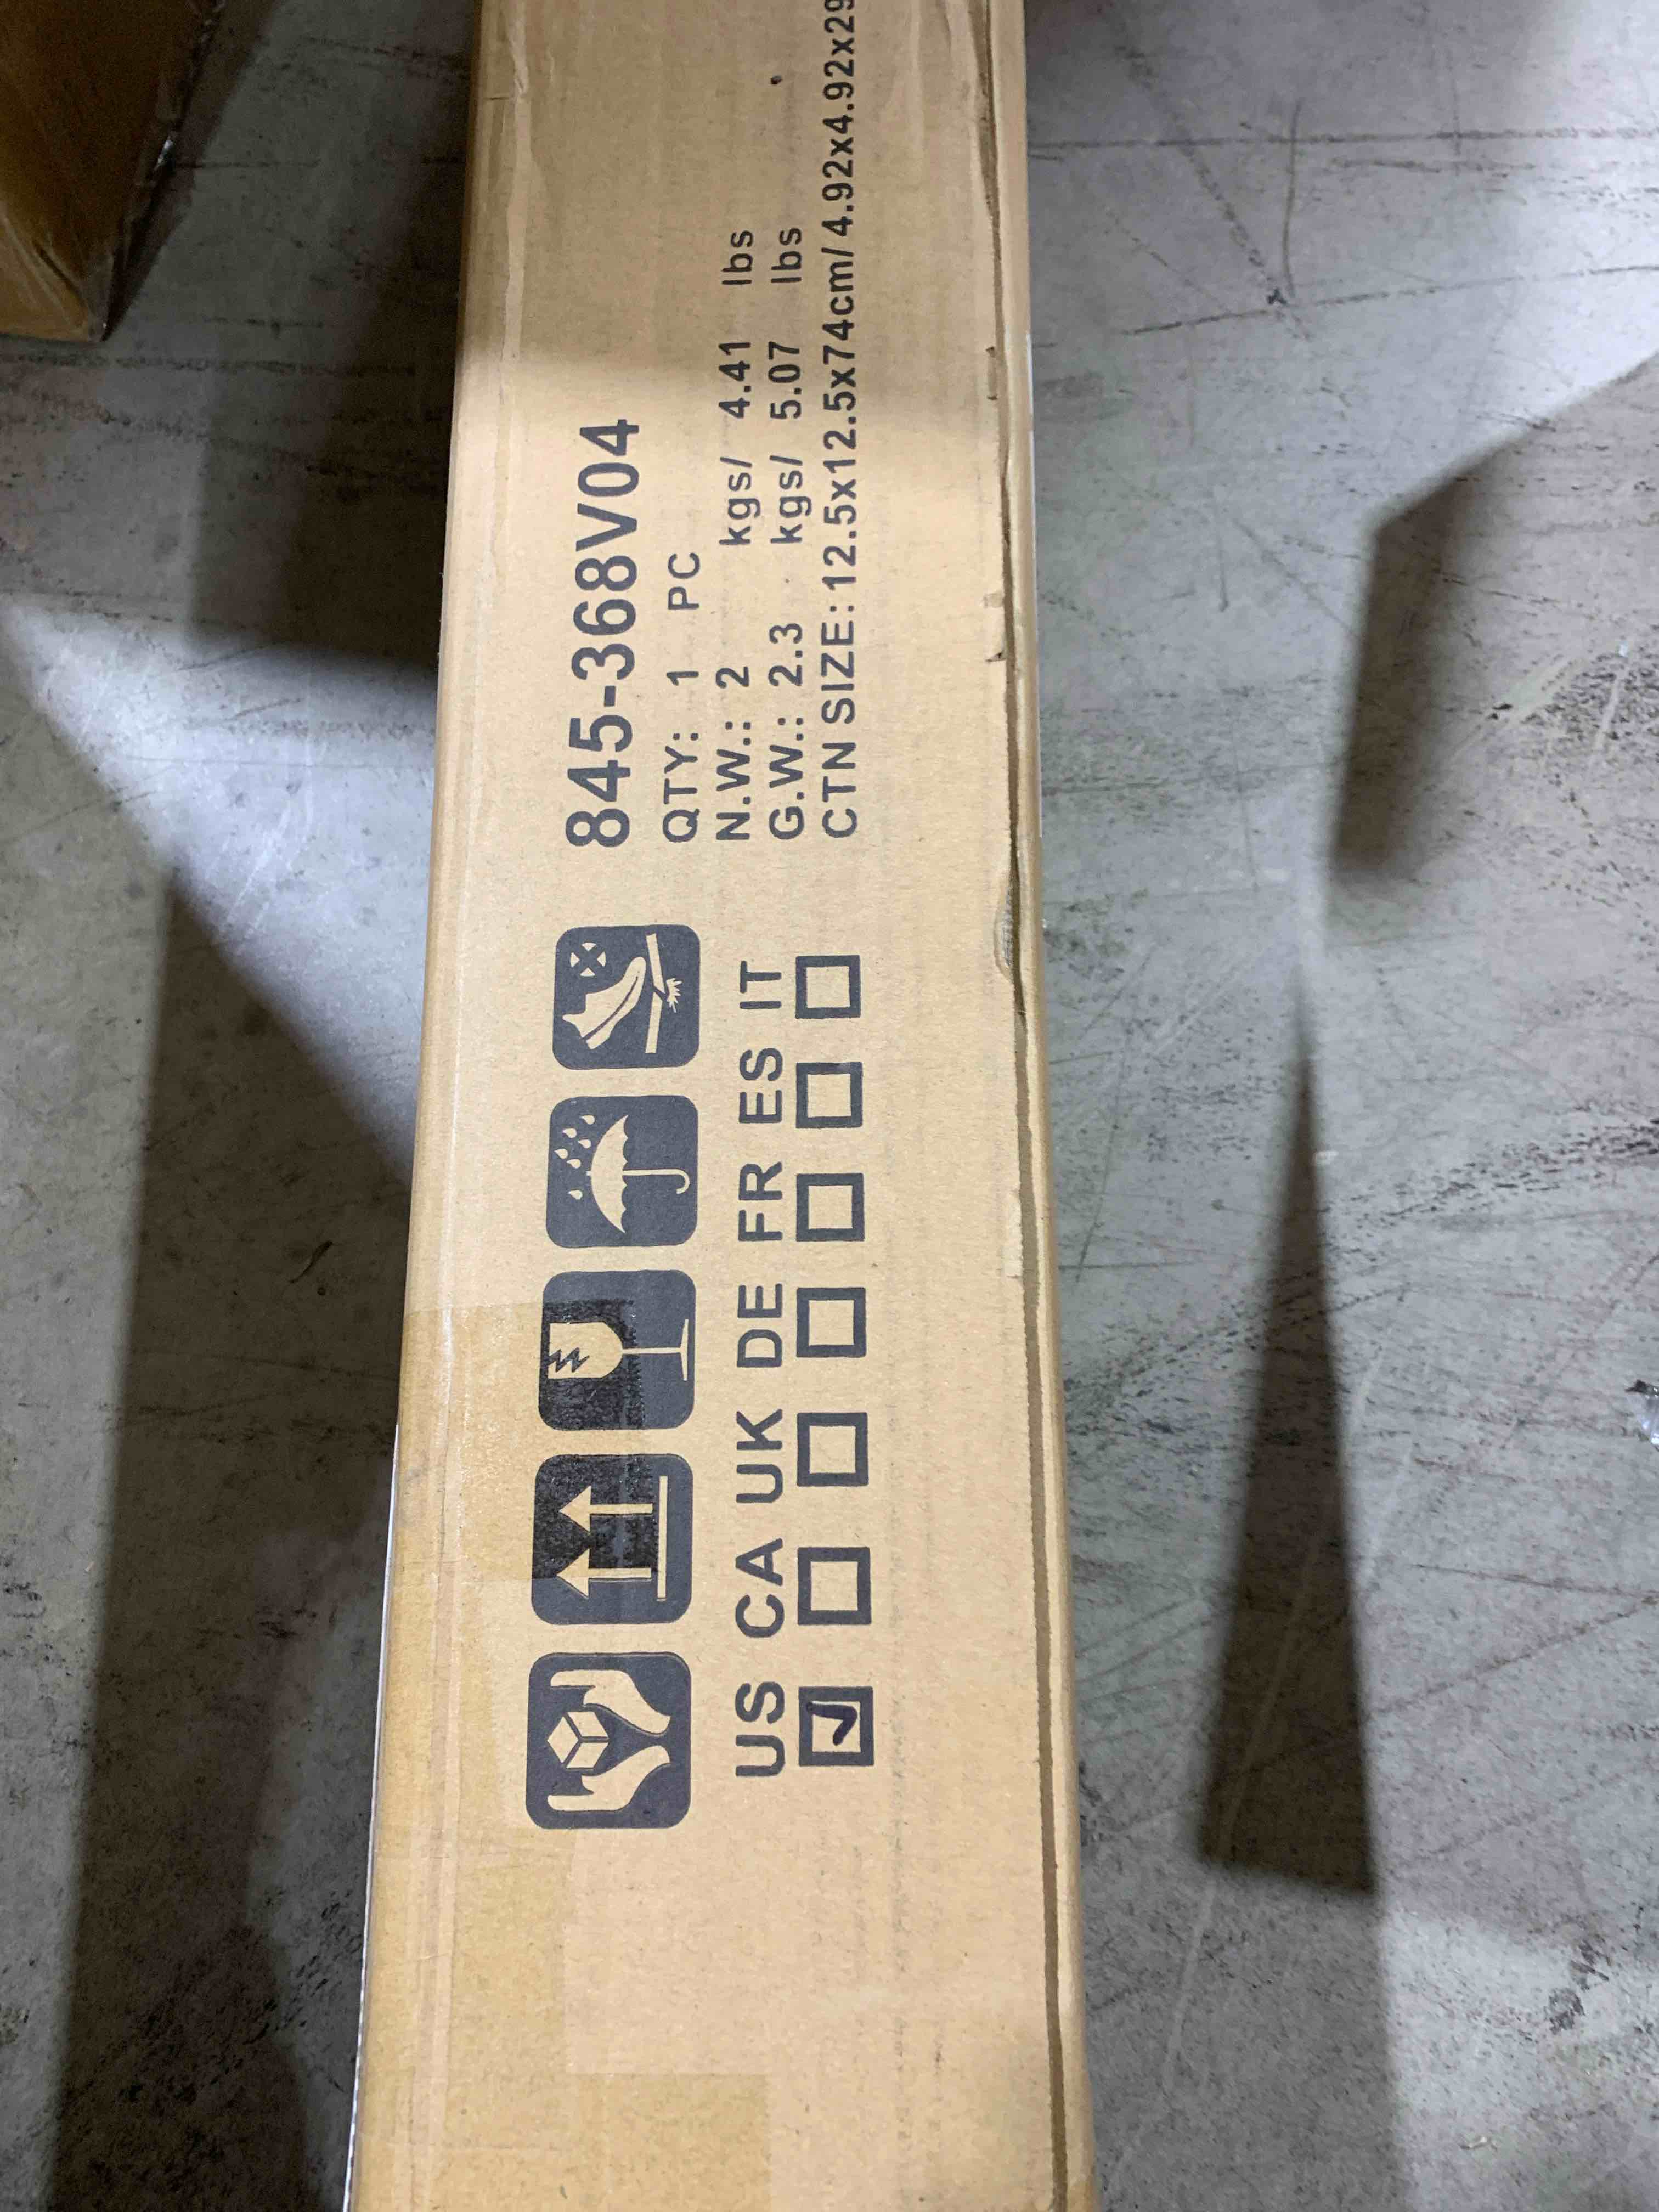 845-368V04
QTY: 1 PC
N.W.: 2 kgs/ 4.41 lbs
G.W.: 2.3 kgs/ 5.07 lbs
CTN SIZE: 12.5x12.5x74cm/ 4.92x4.92x29
US CA UK DE FR ES IT